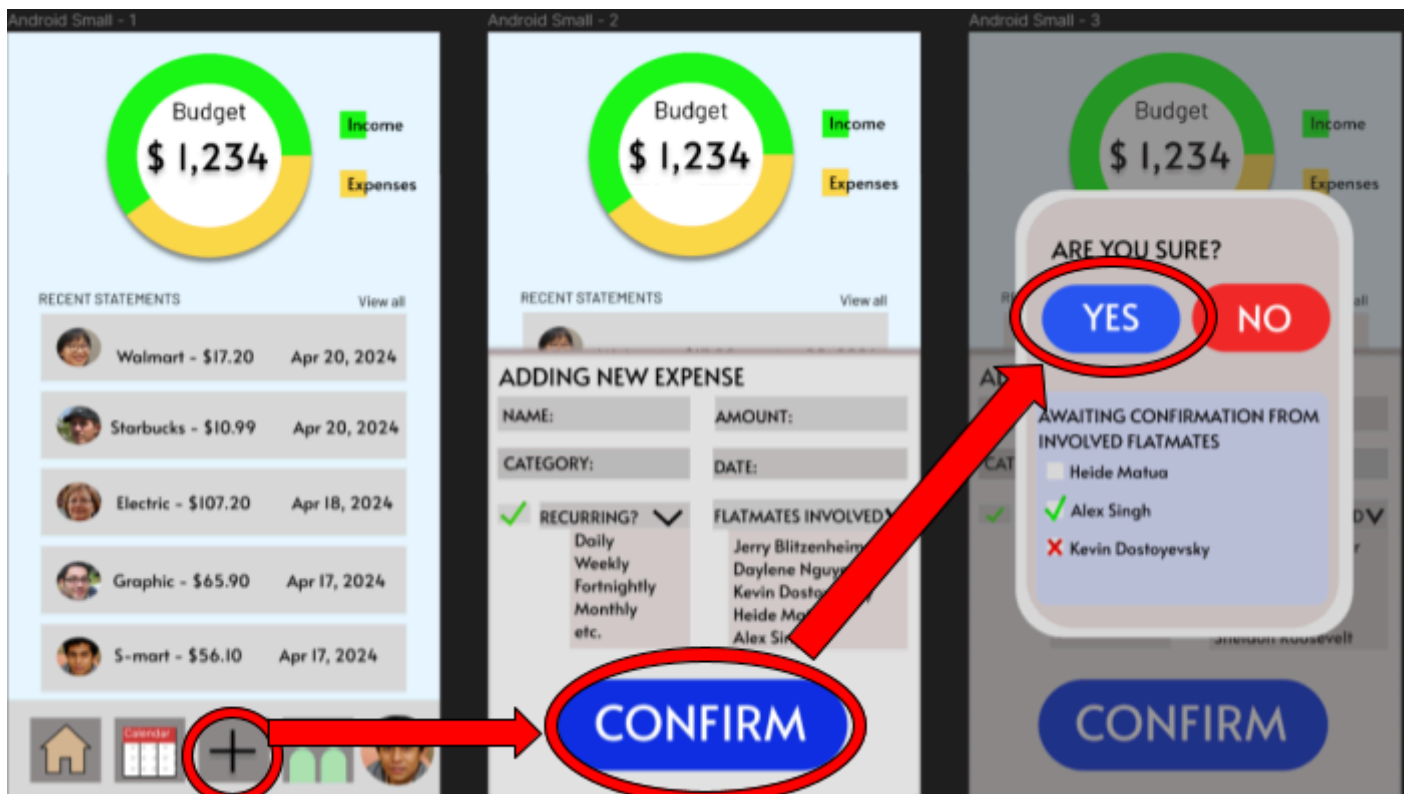 Android Small - 1
Budget
$ 1,234
Income
Expenses
RECENT STATEMENTS
View all
Walmart - $17.20 Apr 20, 2024
Starbucks - $10.99 Apr 20, 2024
Electric - $107.20 Apr 18, 2024
Graphic - $65.90 Apr 17, 2024
S-mart - $56.10 Apr 17, 2024
Calendar
Android Small - 2
Budget
$ 1,234
Income
Expenses
RECENT STATEMENTS
View all
ADDING NEW EXPENSE
NAME:
AMOUNT:
CATEGORY:
DATE:
RECURRING?
Daily
Weekly
Fortnightly
Monthly
etc.
FLATMATES INVOLVED
Jerry
Daylene
Kevin
Heide
Alex
CONFIRM
Android Small - 3
Budget
$ 1,234
Income
Expenses
ARE YOU SURE?
YES
NO
AWAITING CONFIRMATION FROM
INVOLVED FLATMATES
Heide Matua
Alex Singh
Kevin Dostoyevsky
CONFIRM